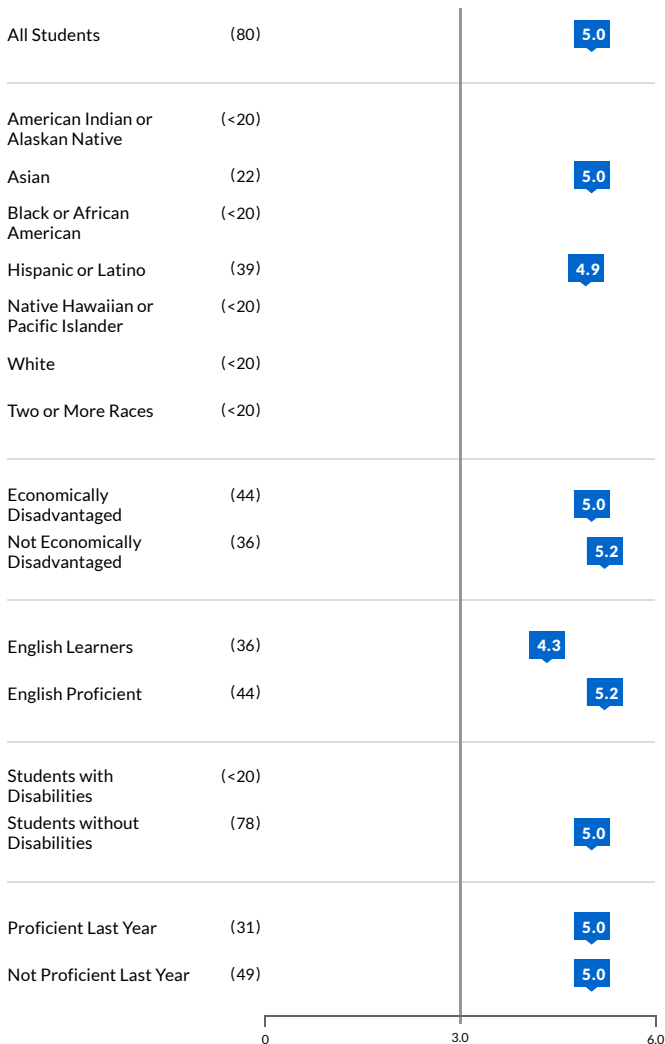 All Students (80) 5.0
American Indian or (<20)
Alaskan Native
Asian (22) 5.0
Black or African (<20)
American
Hispanic or Latino (39) 4.9
Native Hawaiian or (<20)
Pacific Islander
White (<20)
Two or More Races (<20)
Economically (44) 5.0
Disadvantaged
Not Economically (36) 5.2
Disadvantaged
English Learners (36) 4.3
English Proficient (44) 5.2
Students with (<20)
Disabilities
Students without (78) 5.0
Disabilities
Proficient Last Year (31) 5.0
Not Proficient Last Year (49) 5.0
0 3.0 6.0